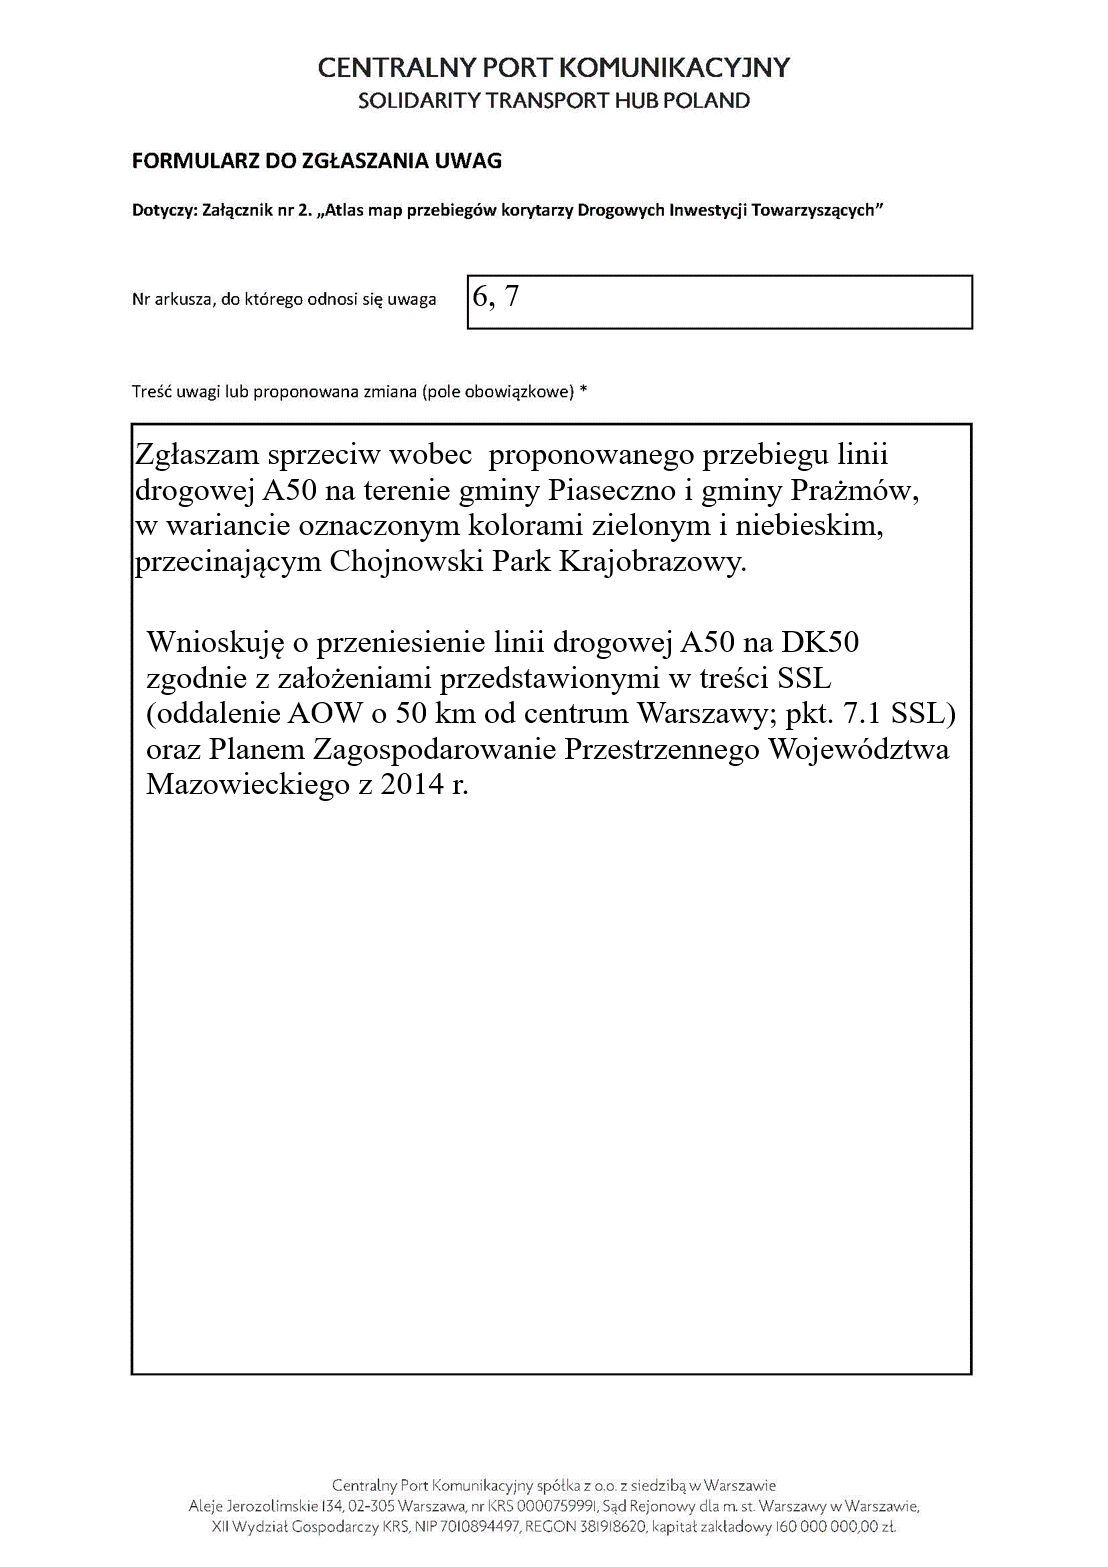 CENTRALNY PORT KOMUNIKACYJNY
SOLIDARITY TRANSPORT HUB POLAND
FORMULARZ DO ZGŁASZANIA UWAG
Dotyczy: Załącznik nr 2. „Atlas map przebiegów korytarzy Drogowych Inwestycji Towarzyszących”
Nr arkusza, do którego odnosi się uwaga
6, 7
Treść uwagi lub proponowana zmiana (pole obowiązkowe) *
Zgłaszam sprzeciw wobec  proponowanego przebiegu linii
drogowej A50 na terenie gminy Piaseczno i gminy Prażmów,
w wariancie oznaczonym kolorami zielonym i niebieskim,
przecinającym Chojnowski Park Krajobrazowy.
Wnioskuję o przeniesienie linii drogowej A50 na DK50
zgodnie z założeniami przedstawionymi w treści SSL
(oddalenie AOW o 50 km od centrum Warszawy; pkt. 7.1 SSL)
oraz Planem Zagospodarowanie Przestrzennego Województwa
Mazowieckiego z 2014 r.
Centralny Port Komunikacyjny spółka z o.o. z siedzibą w Warszawie
Aleje Jerozolimskie 134, 02-305 Warszawa, nr KRS 0000759991, Sąd Rejonowy dla m. st. Warszawy w Warszawie,
XII Wydział Gospodarczy KRS, NIP 7010894497, REGON 381918620, kapitał zakładowy 160 000 000,00 zł.